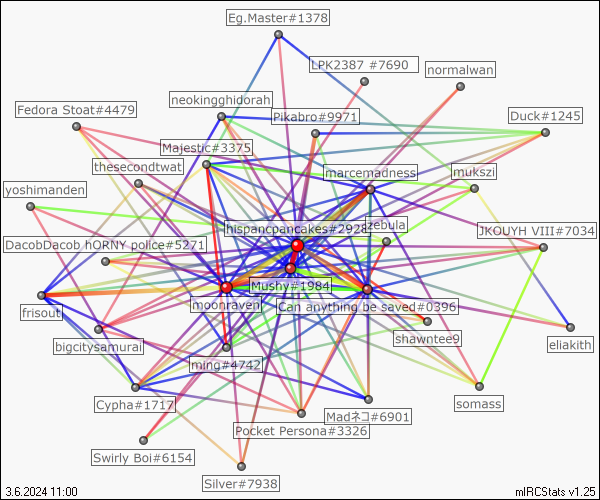 Eg.Master#1378
LPK2387 #7690
normalwan
neokingghidorah
Fedora Stoat#4479
Pikabro#9971
Duck#1245
Majestic#3375
thesecondtwat
marcemadness
mukszi
yoshimanden
hispancpancakes#2928
zebula
JKOUYH VIII#7034
DacobDacob hORNY police#5271
Mushy#1984
moonraven
Can anything be saved#0396
frisout
shawntee9
eliakith
bigcitysamurai
ming#4742
somass
Cypha#1717
Madネコ#6901
Pocket Persona#3326
Swirly Boi#6154
Silver#7938
3.6.2024 11:00
mIRCStats v1.25